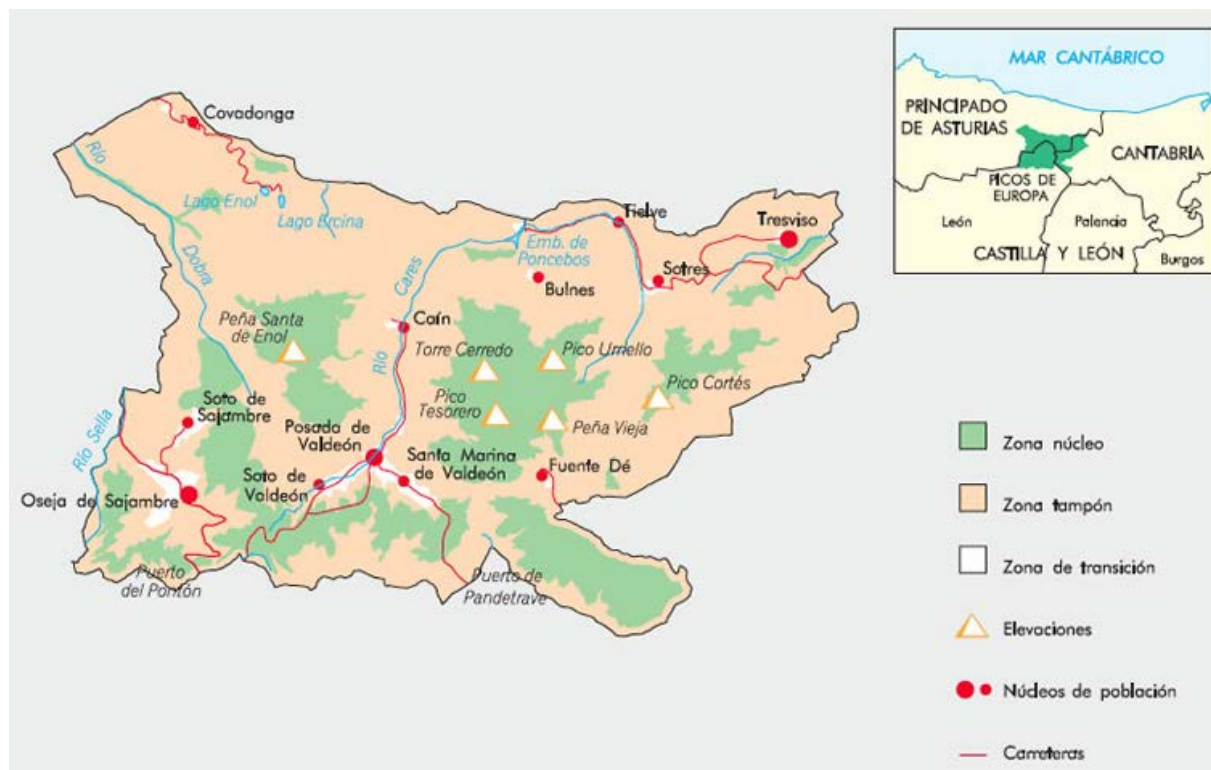 Covadonga
Río
Dobra
Lago Enol
Lago Ercina
Tielve
Tresviso
Emb. de
Poncebos
Sotres
Bulnes
Río
Cares
Caín
Peña Santa
de Enol
Torre Cerredo
Pico Urriello
Pico Cortés
Pico
Tesorero
Peña Vieja
Soto de
Sajambre
Río Sella
Posada de
Valdeón
Santa Marina
de Valdeón
Fuente Dé
Soto de
Valdeón
Oseja de Sajambre
Puerto
del Pontón
Puerto de
Pandetrave
MAR CANTÁBRICO
PRINCIPADO
DE ASTURIAS
CANTABRIA
PICOS DE
EUROPA
León
Palencia
CASTILLA Y LEÓN
Burgos
Zona núcleo
Zona tampón
Zona de transición
Elevaciones
Núcleos de población
Carreteras